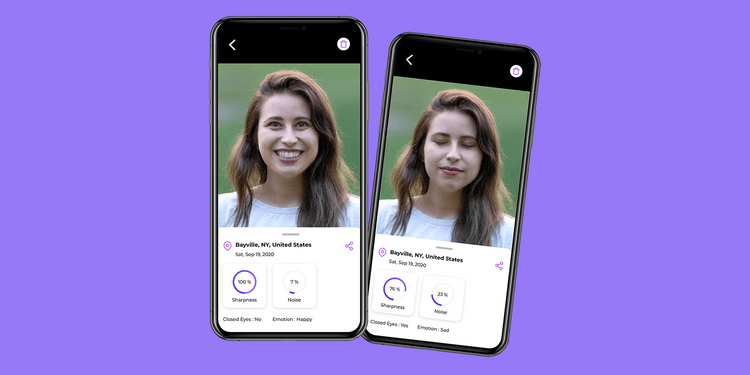 Bayville, NY, United States
Sat, Sep 19, 2020
100 %
7 %
Sharpness
Noise
Closed Eyes : No
Emotion : Happy
Bayville, NY, United States
Sat, Sep 19, 2020
76 %
23 %
Sharpness
Noise
Closed Eyes : Yes
Emotion : Sad